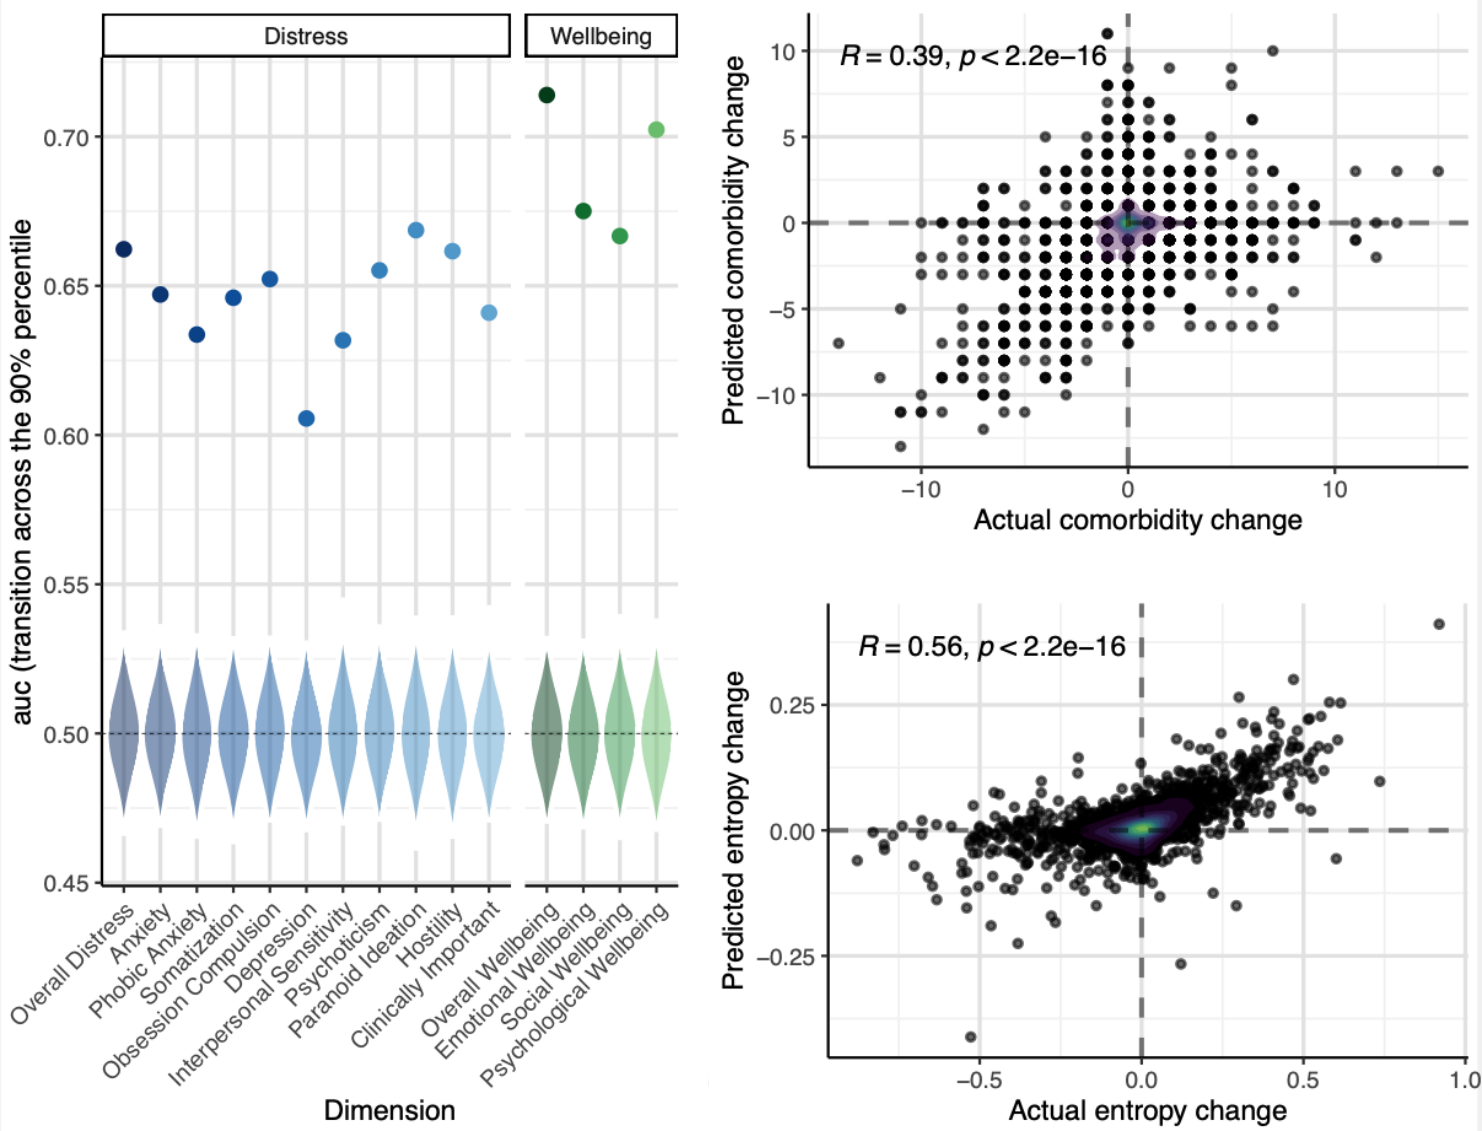 Distress
Wellbeing
auc (transition across the 90% percentile
0.70
0.65
0.60
0.55
0.50
0.45
Overall Distress
Anxiety
Phobic Anxiety
Somatization
Obsession Compulsion
Depression
Interpersonal Sensitivity
Psychoticism
Paranoid Ideation
Hostility
Clinically Important
Overall Wellbeing
Emotional Wellbeing
Social Wellbeing
Psychological Wellbeing
Dimension
R = 0.39, p < 2.2e−16
Predicted comorbidity change
10
5
0
−5
−10
−10
0
10
Actual comorbidity change
R = 0.56, p < 2.2e−16
Predicted entropy change
0.25
0.00
−0.25
−0.5
0.0
0.5
1.0
Actual entropy change